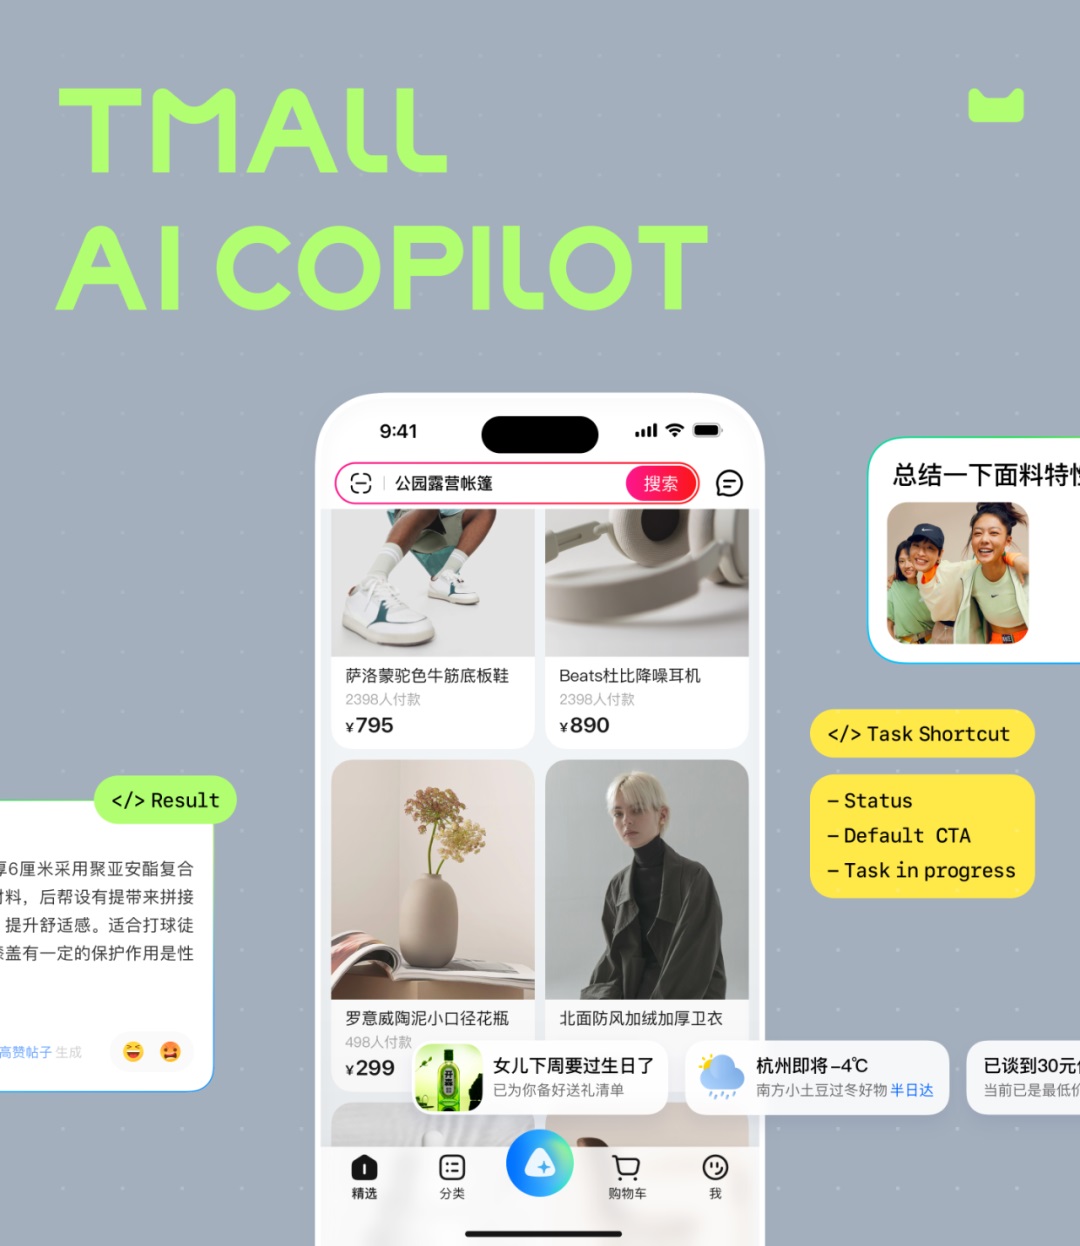 TMALL
AI COPILOT
9:41
公园露营帐篷
搜索
总结一下面料特性
萨洛蒙驼色牛筋底板鞋
2398人付款
¥795
Beats杜比降噪耳机
2398人付款
¥890
</> Task Shortcut
– Status
– Default CTA
– Task in progress
</> Result
厚6厘米采用聚亚安酯复合
材料，后帮设有提带来拼接
提升舒适感。适合打球徒
膝盖有一定的保护作用是性
高赞帖子 生成
罗意威陶泥小口径花瓶
498人付款
¥299
北面防风加绒加厚卫衣
女儿下周要过生日了
已为你备好送礼清单
杭州即将–4℃
南方小土豆过冬好物 半日达
已谈到30元
当前已是最低价
精选
分类
购物车
我